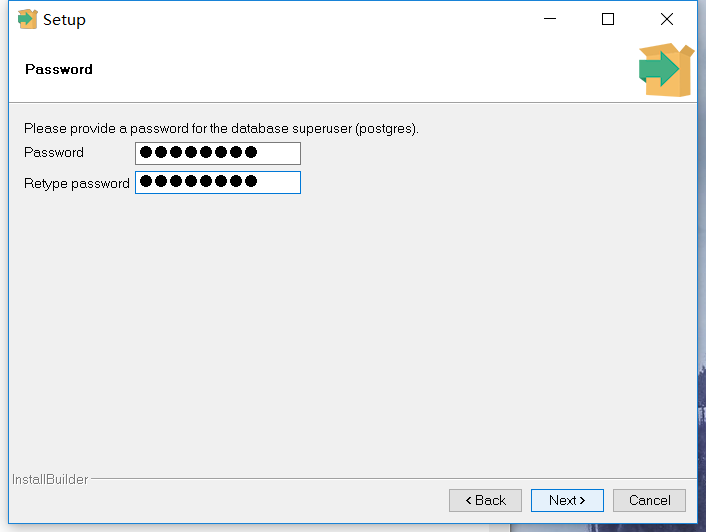 Setup
Password
Please provide a password for the database superuser (postgres).
Password ●●●●●●●●
Retype password ●●●●●●●●
InstallBuilder
< Back Next > Cancel